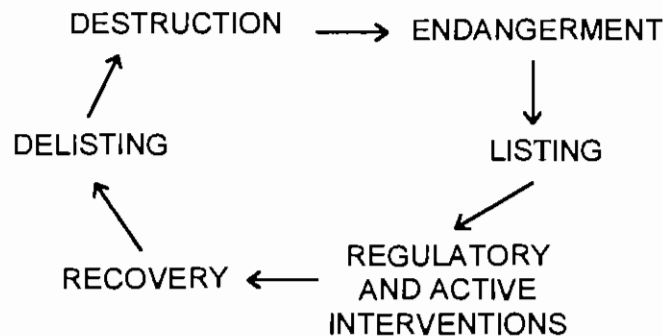 DESTRUCTION
ENDANGERMENT
DELISTING
LISTING
RECOVERY
REGULATORY
AND ACTIVE
INTERVENTIONS